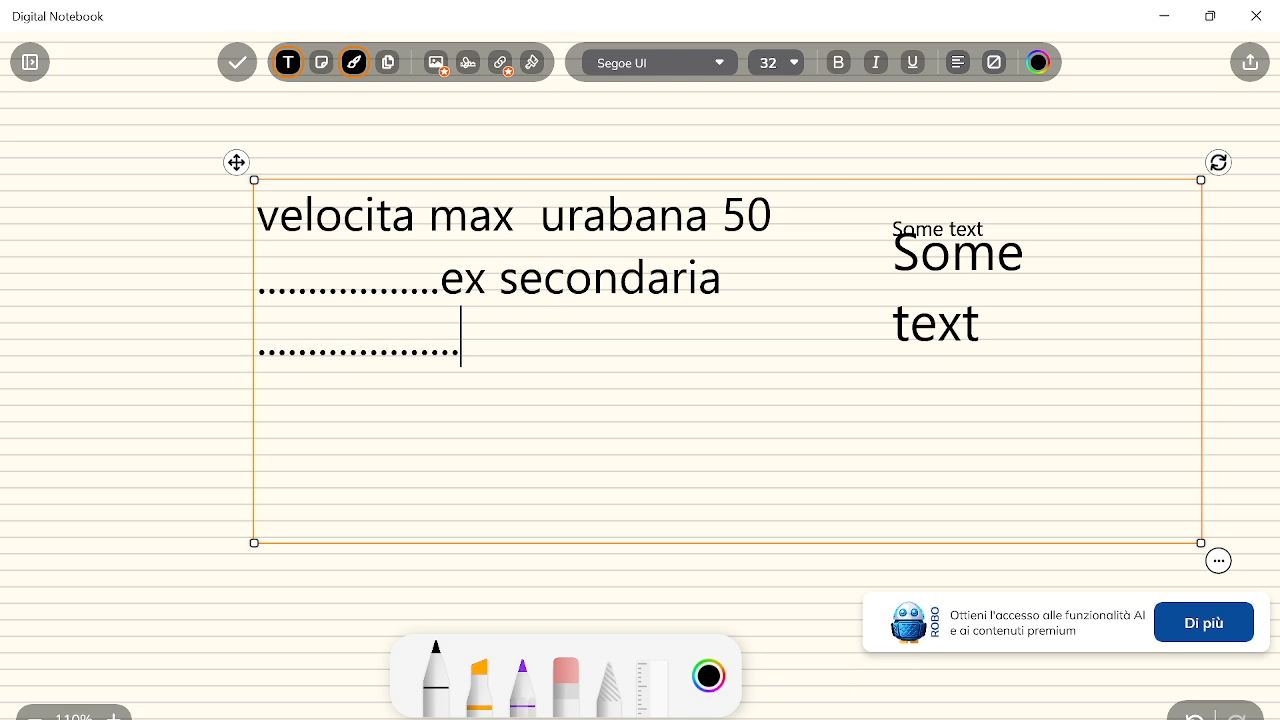 Digital Notebook
T
Segoe UI
32
B I U
velocita max  urabana 50
..................ex secondaria
....................
Some text
Some
text
ROBO
Ottieni l'accesso alle funzionalità AI
e ai contenuti premium
Di più
110%